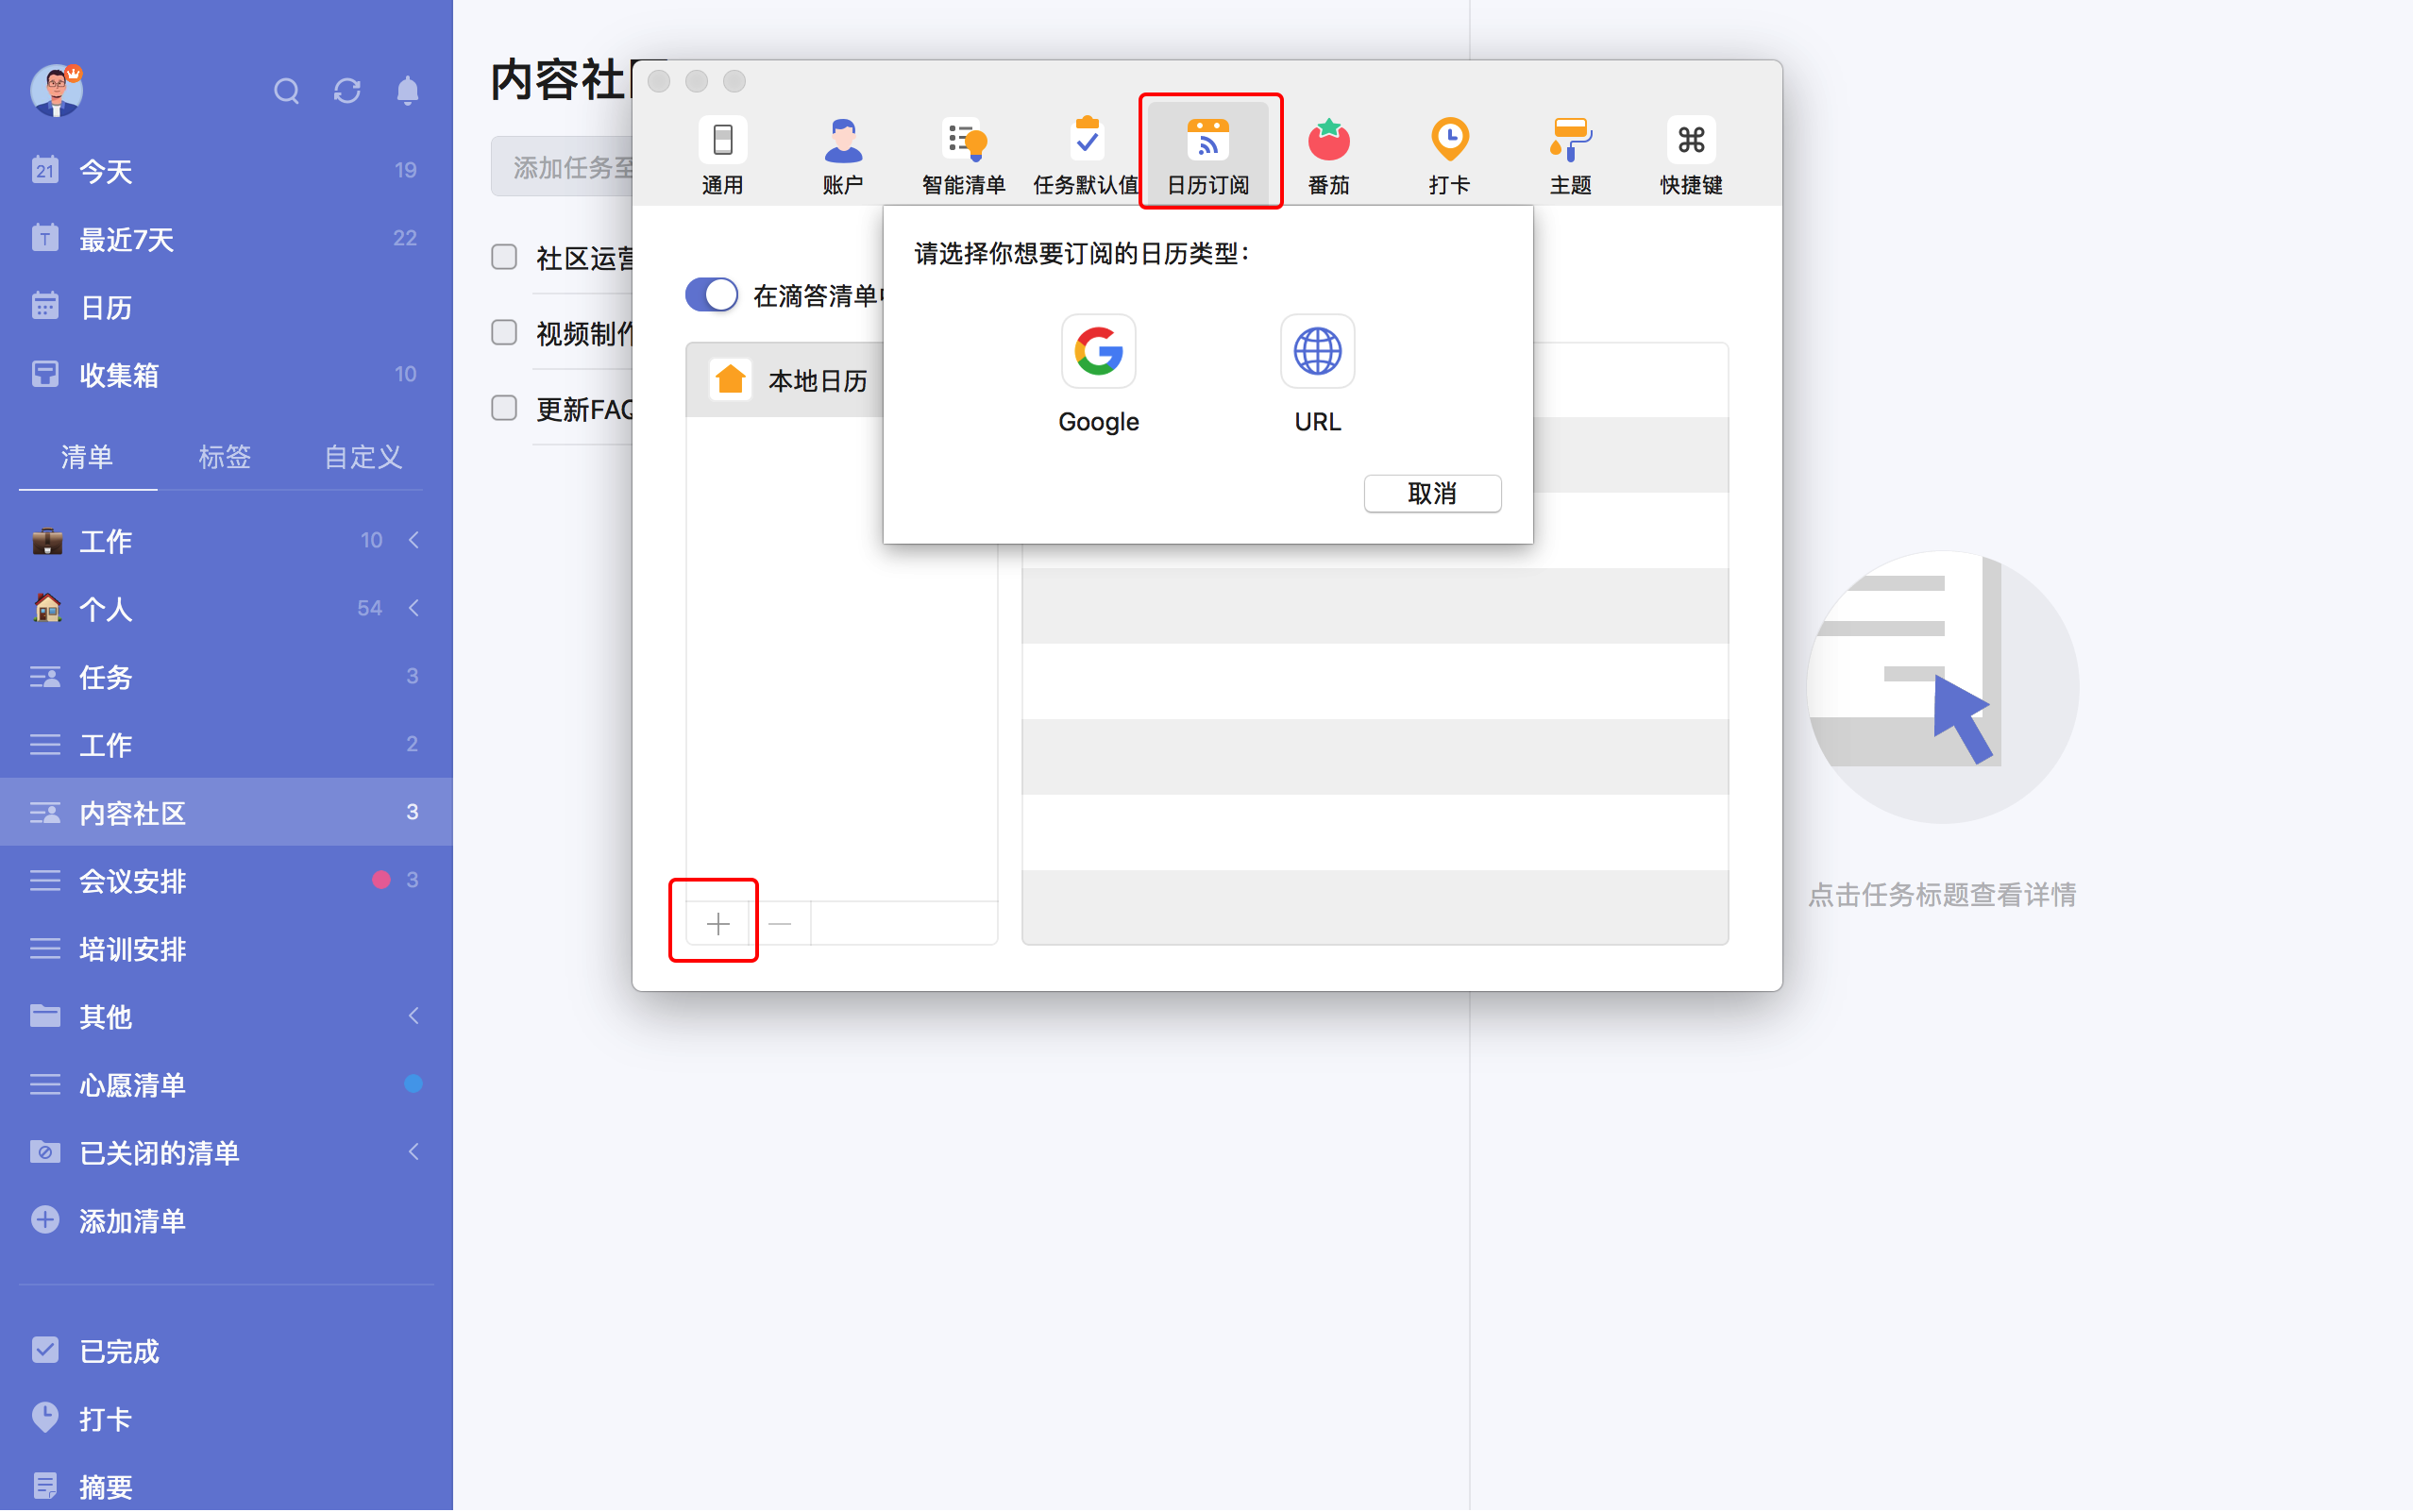 今天 19
最近7天 22
日历
收集箱 10
清单 标签 自定义
工作 10
个人 54
任务 3
工作 2
内容社区 3
会议安排 3
培训安排
其他
心愿清单
已关闭的清单
添加清单
已完成
打卡
摘要
21
T
内容社
添加任务至
社区运营
视频制作
更新FAQ
通用 账户 智能清单 任务默认值 日历订阅 番茄 打卡 主题 快捷键
在滴答清单
本地日历
请选择你想要订阅的日历类型：
Google URL
取消
点击任务标题查看详情